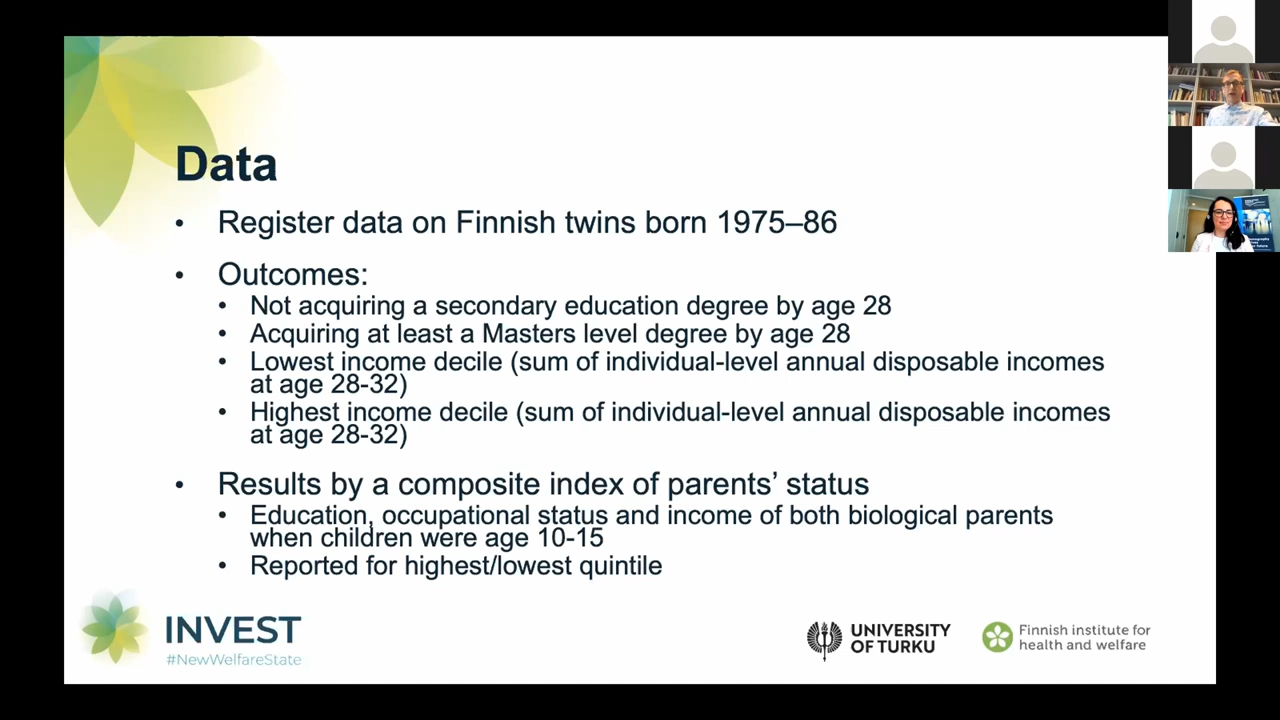 Data
• Register data on Finnish twins born 1975–86
• Outcomes:
• Not acquiring a secondary education degree by age 28
• Acquiring at least a Masters level degree by age 28
• Lowest income decile (sum of individual-level annual disposable incomes
at age 28-32)
• Highest income decile (sum of individual-level annual disposable incomes
at age 28-32)
• Results by a composite index of parents’ status
• Education, occupational status and income of both biological parents
when children were age 10-15
• Reported for highest/lowest quintile
INVEST
#NewWelfareState
UNIVERSITY
OF TURKU
Finnish institute for
health and welfare